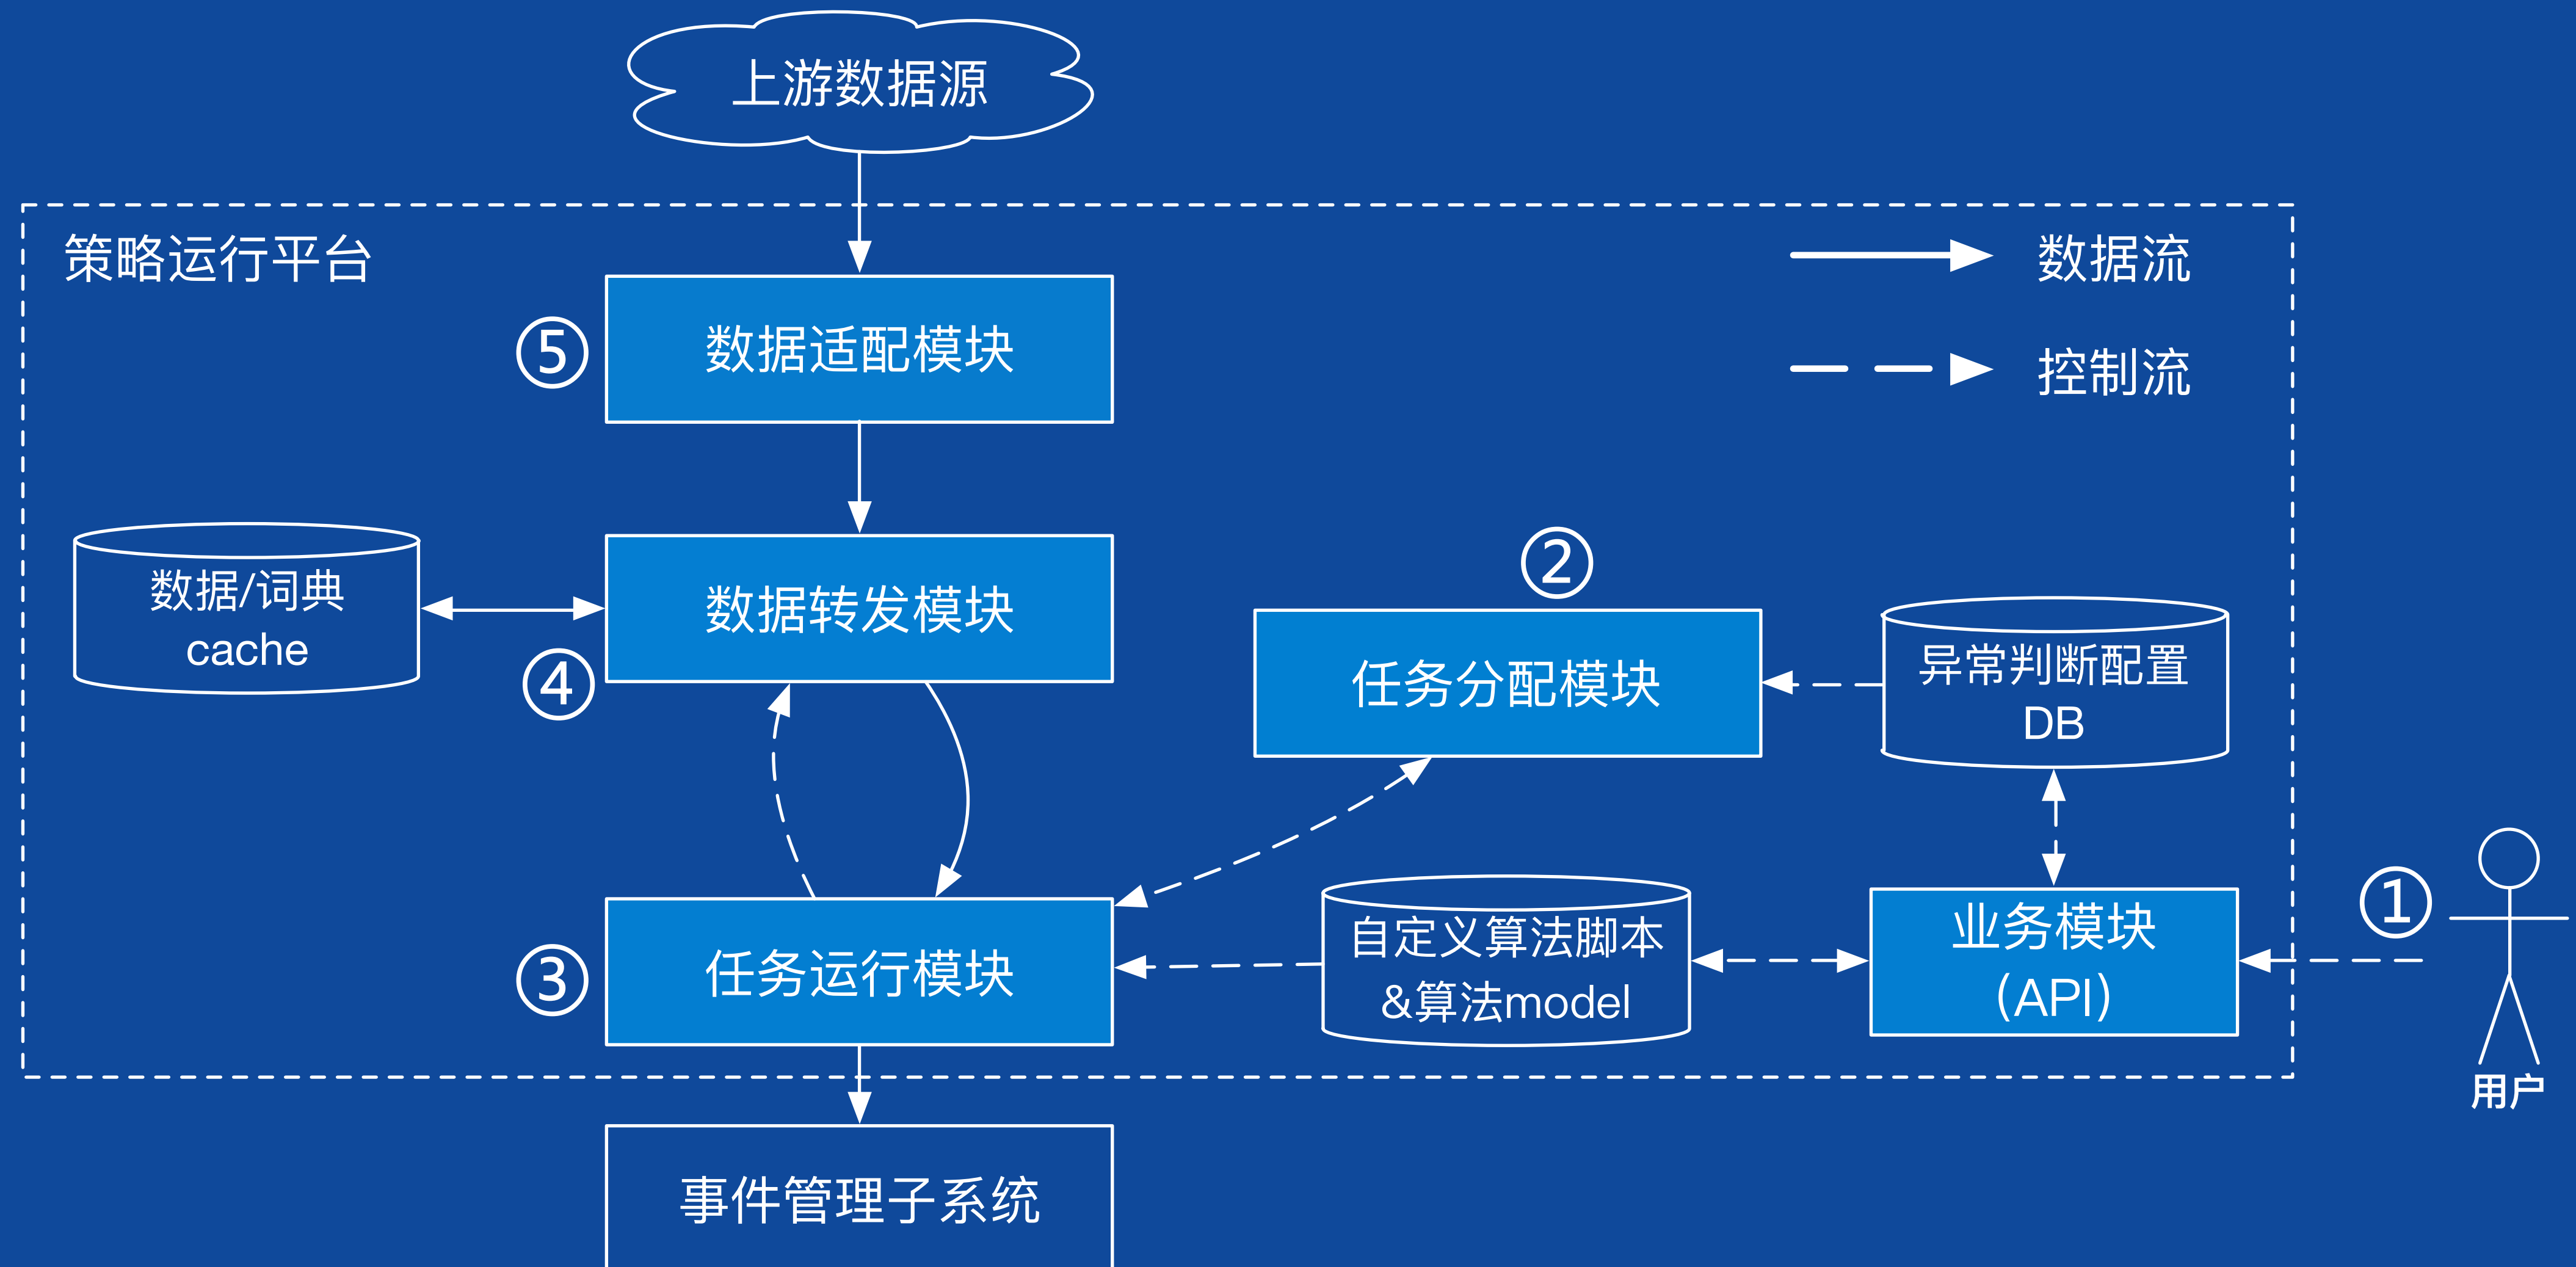 上游数据源
策略运行平台
数据流
控制流
⑤
数据适配模块
数据/词典
cache
④
数据转发模块
②
任务分配模块
异常判断配置
DB
③
任务运行模块
自定义算法脚本
&算法model
业务模块
(API)
①
用户
事件管理子系统